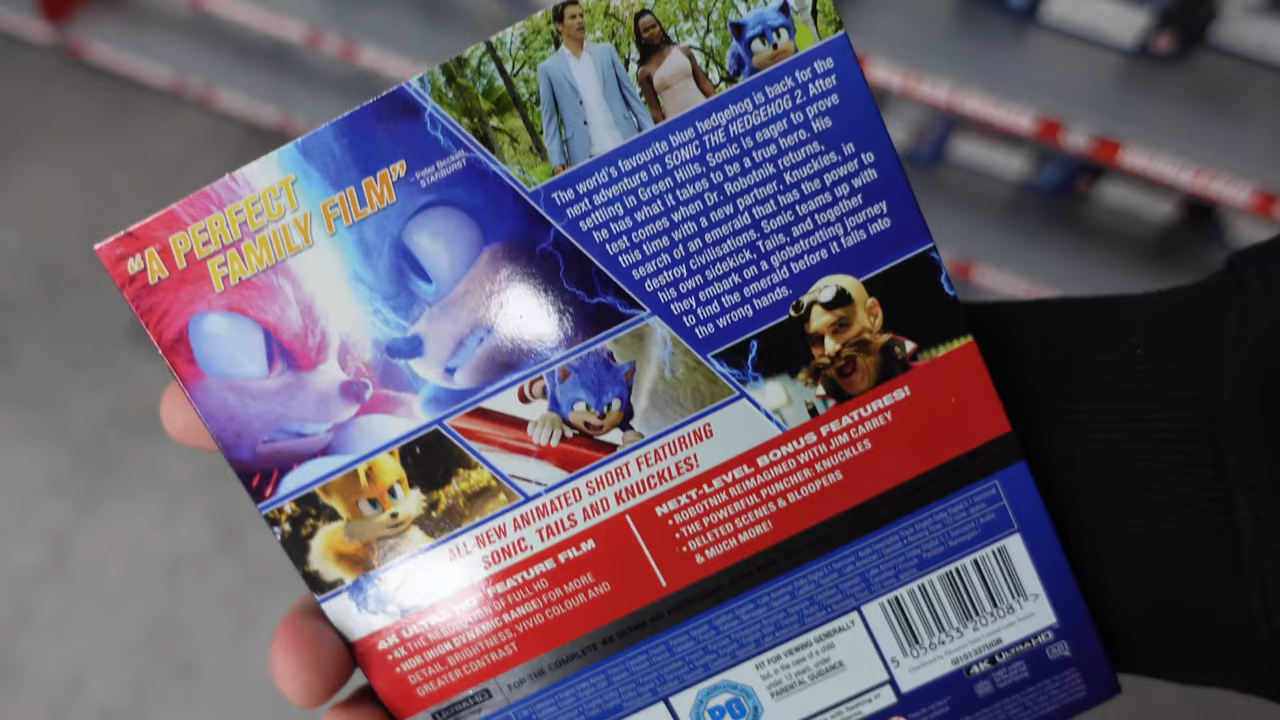 "A PERFECT
FAMILY FILM"
- Peter Beckett,
STARBURST
The world's favourite blue hedgehog is back for the
next adventure in SONIC THE HEDGEHOG 2. After
settling in Green Hills, Sonic is eager to prove
he has what it takes to be a true hero. His
test comes when Dr. Robotnik returns,
this time with a new partner, Knuckles, in
search of an emerald that has the power to
destroy civilisations. Sonic teams up with
his own sidekick, Tails, and together
they embark on a globetrotting journey
to find the emerald before it falls into
the wrong hands.
ALL-NEW ANIMATED SHORT FEATURING
SONIC, TAILS AND KNUCKLES!
NEXT-LEVEL BONUS FEATURES!
• ROBOTNIK REIMAGINED WITH JIM CARREY
• THE POWERFUL PUNCHER: KNUCKLES
• DELETED SCENES & BLOOPERS
& MUCH MORE!
4K ULTRA HD FEATURE FILM
• 4X THE RESOLUTION OF FULL HD
• HDR (HIGH DYNAMIC RANGE) FOR MORE
DETAIL, BRIGHTNESS, VIVID COLOUR AND
GREATER CONTRAST
ULTRA HD
FOR THE COMPLETE 4K ULTRA HD
FIT FOR VIEWING GENERALLY
but, in the case of a child
under 12 years, under
PARENTAL GUIDANCE
PG
5 056453 203081 >
4K ULTRA HD